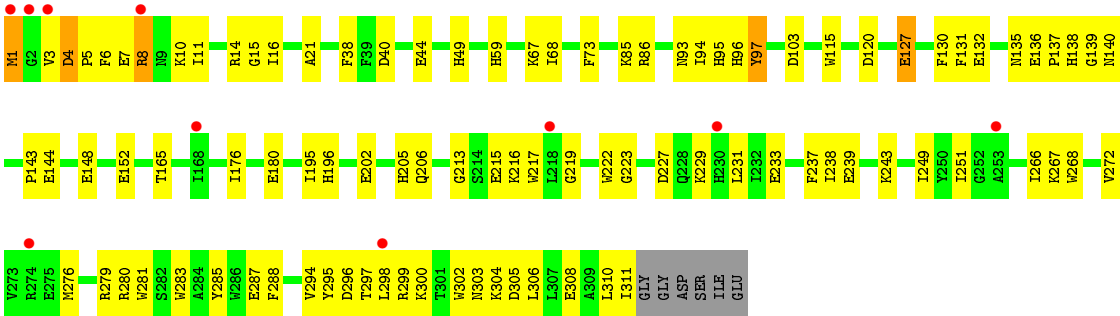 M1 G2 V3 D4 P5 F6 E7 R8 N9 K10 I11 R14 G15 I16 A21 F38 F39 D40 E44 H49 H59 K67 I68 F73 K85 R86 N93 I94 H95 H96 Y97 D103 W115 D120 E127 F130 F131 E132 N135 E136 P137 H138 G139 N140
P143 E144 E148 E152 T165 I168 I176 E180 I195 H196 E202 H205 Q206 G213 S214 E215 K216 W217 L218 G219 W222 G223 D227 Q228 K229 H230 L231 I232 E233 F237 I238 E239 K243 I249 Y250 I251 G252 A253 I266 K267 W268 V272
V273 R274 E275 M276 R279 R280 W281 S282 W283 A284 Y285 W286 E287 F288 V294 Y295 D296 T297 L298 R299 K300 T301 W302 N303 K304 D305 L306 L307 E308 A309 L310 I311 GLY GLY ASP SER ILE GLU